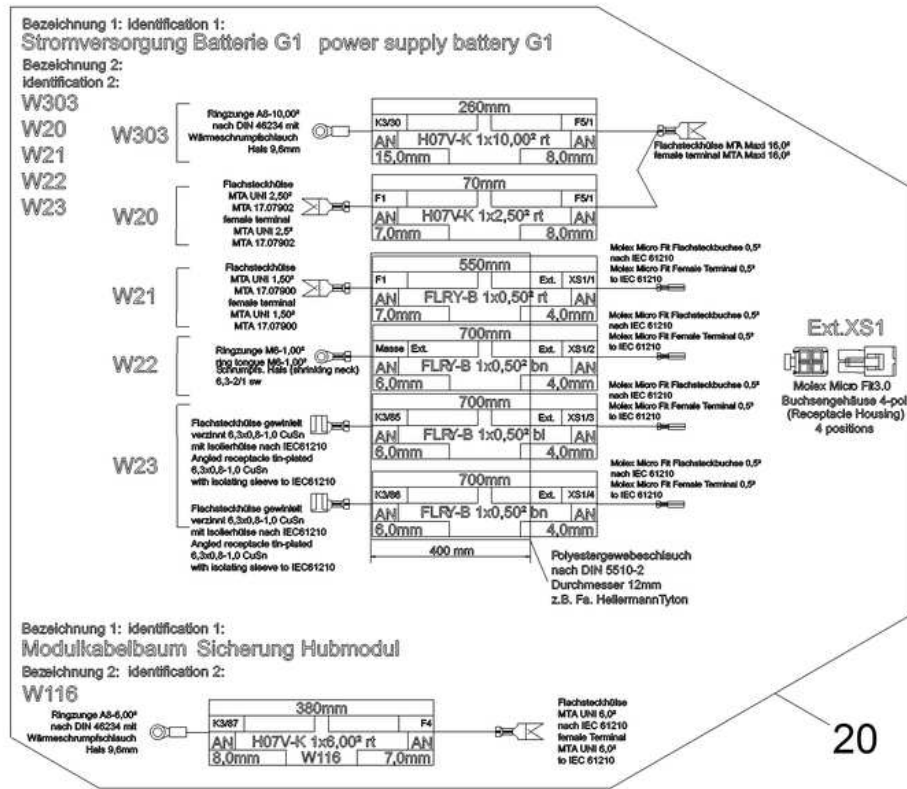 Bezeichnung 1: identification 1:
Stromversorgung Batterie G1 power supply battery G1
Bezeichnung 2:
identification 2:
W303
W20
W21
W22
W23
W303
Ringzunge A8-10,00²
nach DIN 46234 mit
Wärmeschrumpfschlauch
Hals 9,6mm
260mm
K3/30 F5/1
AN H07V-K 1x10,00² rt AN
15,0mm 8,0mm
Flachsteckhülse MTA Maxi 16,0²
female terminal MTA Maxi 16,0²
W20
Flachsteckhülse
MTA UNI 2,50²
MTA 17.07902
female terminal
MTA UNI 2,5²
MTA 17.07902
70mm
F1 F5/1
AN H07V-K 1x2,50² rt AN
7,0mm 8,0mm
W21
Flachsteckhülse
MTA UNI 1,50²
MTA 17.07900
female terminal
MTA UNI 1,50²
MTA 17.07900
550mm
F1 Ext. XS1/1
AN FLRY-B 1x0,50² rt AN
7,0mm 4,0mm
Molex Micro Fit Flachsteckbuchse 0,5²
nach IEC 61210
Molex Micro Fit Female Terminal 0,5²
to IEC 61210
W22
Ringzunge M6-1,00²
ring tongue M6-1,00²
Schrumpfs. Hals (shrinking neck)
6,3-2/1 sw
700mm
Masse Ext. Ext. XS1/2
AN FLRY-B 1x0,50² bn AN
6,0mm 4,0mm
Molex Micro Fit Flachsteckbuchse 0,5²
nach IEC 61210
Molex Micro Fit Female Terminal 0,5²
to IEC 61210
W23
Flachsteckhülse gewinkelt
verzinnt 6,3x0,8-1,0 CuSn
mit Isolierhülse nach IEC61210
Angled receptacle tin-plated
6,3x0,8-1,0 CuSn
with isolating sleeve to IEC61210
700mm
K3/85 Ext. XS1/3
AN FLRY-B 1x0,50² bl AN
6,0mm 4,0mm
Molex Micro Fit Flachsteckbuchse 0,5²
nach IEC 61210
Molex Micro Fit Female Terminal 0,5²
to IEC 61210
Flachsteckhülse gewinkelt
verzinnt 6,3x0,8-1,0 CuSn
mit Isolierhülse nach IEC61210
Angled receptacle tin-plated
6,3x0,8-1,0 CuSn
with isolating sleeve to IEC61210
700mm
K3/86 Ext. XS1/4
AN FLRY-B 1x0,50² bn AN
6,0mm 4,0mm
Molex Micro Fit Flachsteckbuchse 0,5²
nach IEC 61210
Molex Micro Fit Female Terminal 0,5²
to IEC 61210
Ext.XS1
Molex Micro Fit3.0
Buchsengehäuse 4-pol
(Receptacle Housing)
4 positions
400 mm
Polyestergewebeschlauch
nach DIN 5510-2
Durchmesser 12mm
z.B. Fa. HellermannTyton
Bezeichnung 1: identification 1:
Modulkabelbaum Sicherung Hubmodul
Bezeichnung 2: identification 2:
W116
Ringzunge A8-6,00²
nach DIN 46234 mit
Wärmeschrumpfschlauch
Hals 9,6mm
380mm
K3/87 F4
AN H07V-K 1x6,00² rt AN
8,0mm W116 7,0mm
Flachsteckhülse
MTA UNI 6,0²
nach IEC 61210
female Terminal
MTA UNI 6,0²
to IEC 61210
20